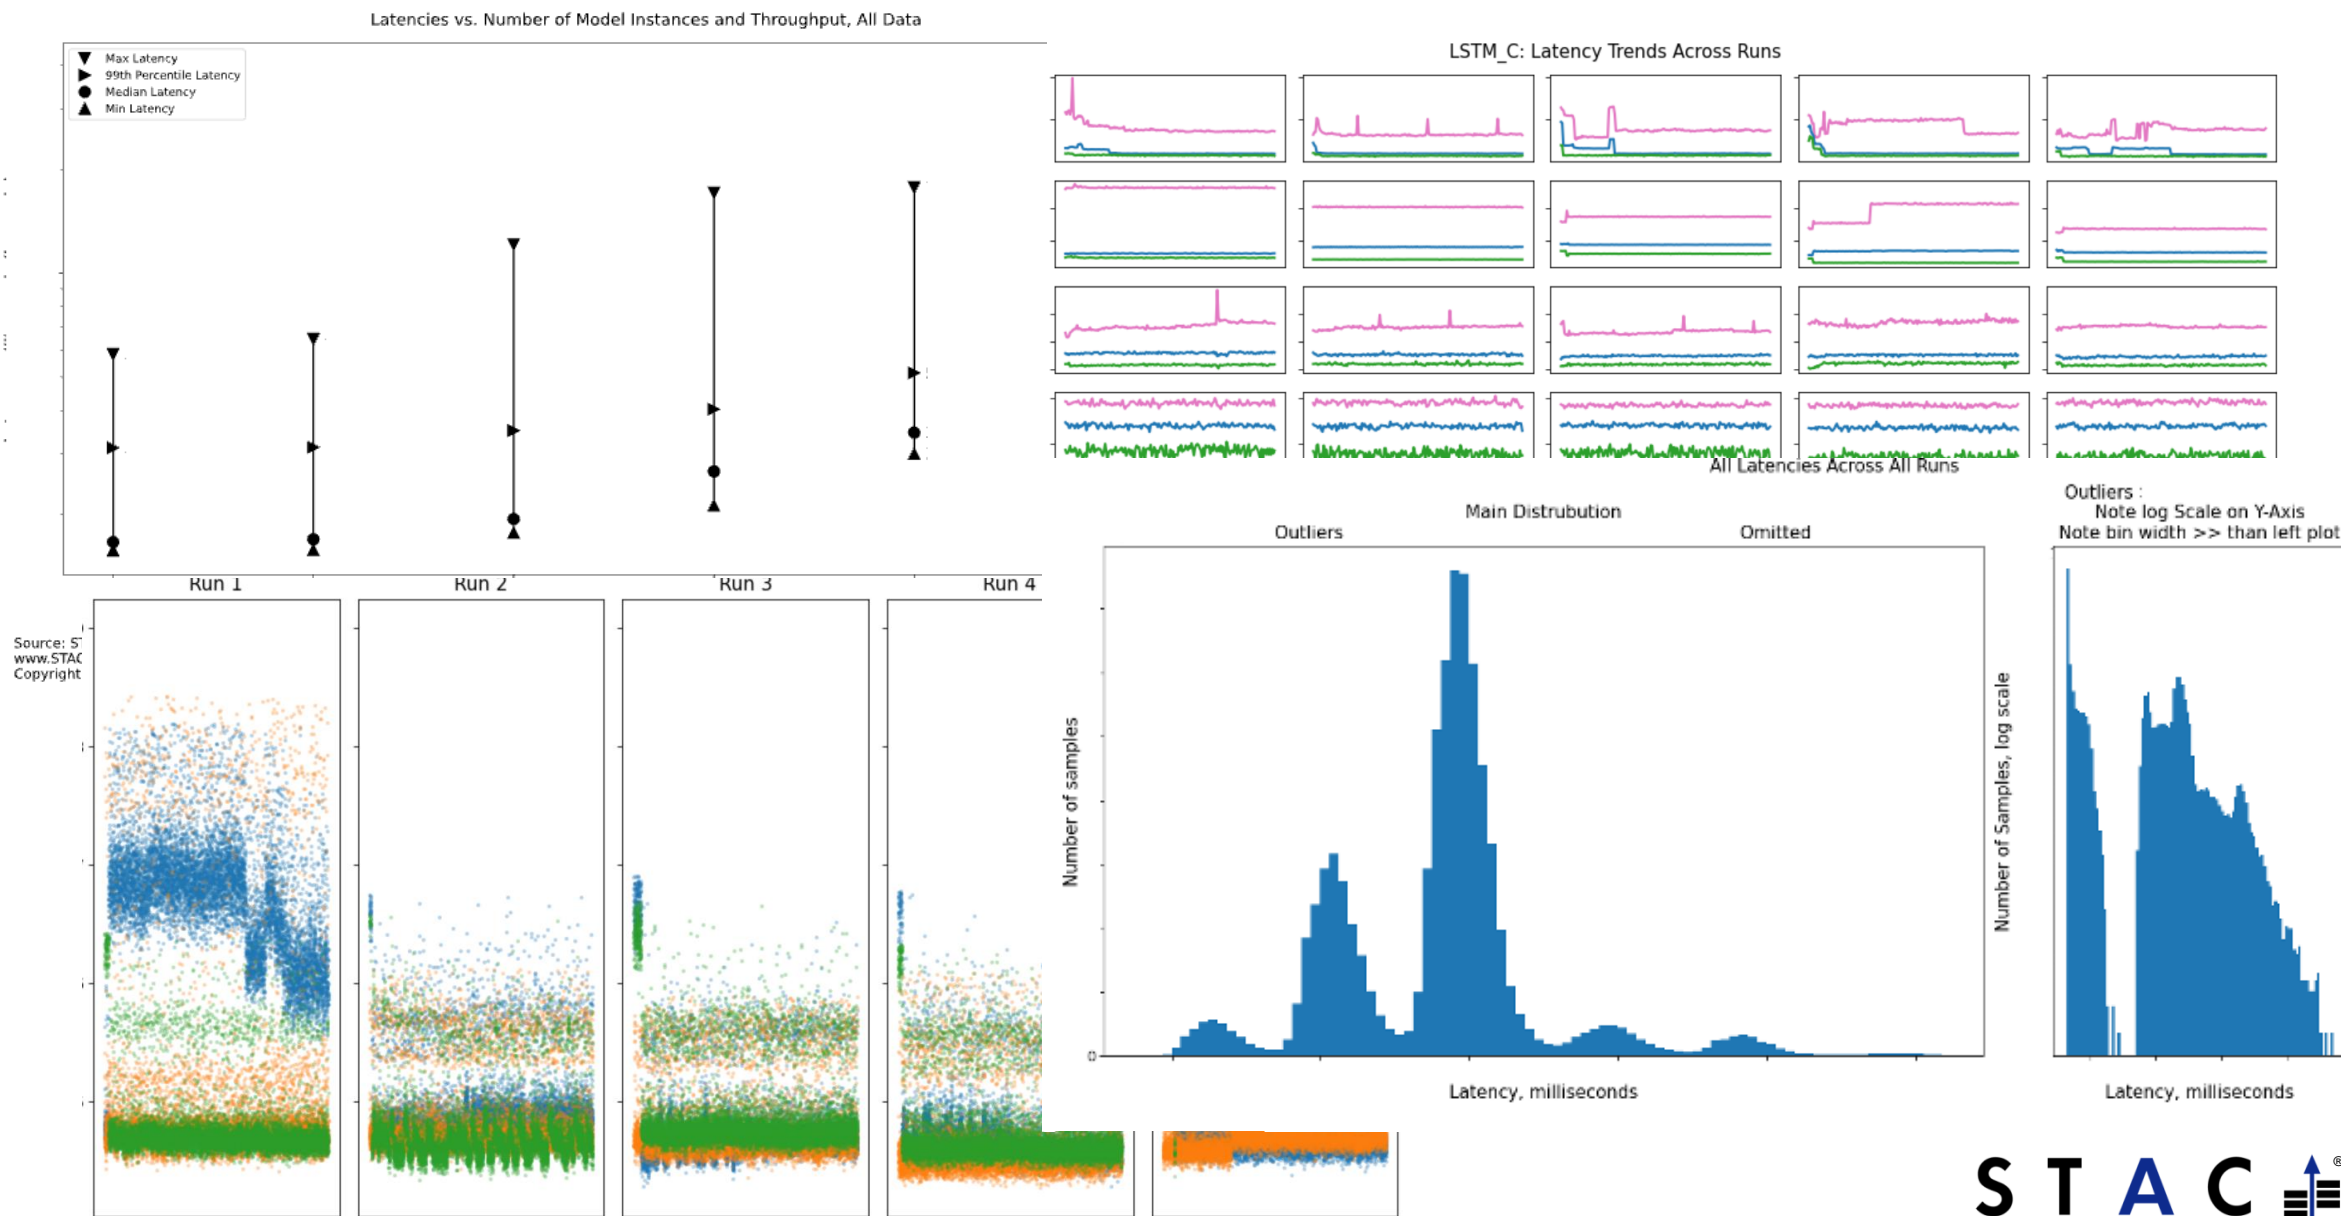 Latencies vs. Number of Model Instances and Throughput, All Data
Max Latency
99th Percentile Latency
Median Latency
Min Latency
LSTM_C: Latency Trends Across Runs
Run 1
Run 2
Run 3
Run 4
Source: ST
www.STAC
Copyright
All Latencies Across All Runs
Main Distrubution
Outliers
Omitted
Number of samples
0
Latency, milliseconds
Outliers :
Note log Scale on Y-Axis
Note bin width >> than left plot
Number of Samples, log scale
Latency, milliseconds
STAC ®